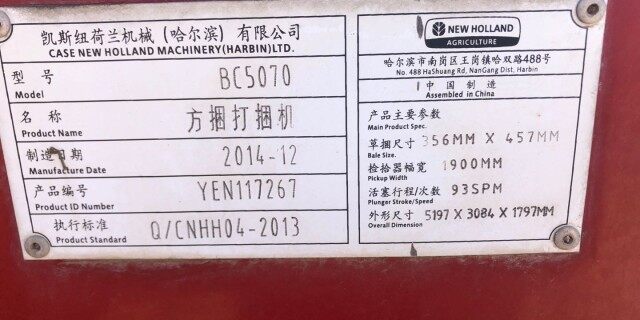 凯斯纽荷兰机械（哈尔滨）有限公司
CASE NEW HOLLAND MACHINERY(HARBIN)LTD.
型号 BC5070
Model
名称 方捆打捆机
Product Name
制造日期 2014-12
Manufacture Date
产品编号 YEN117267
Product ID Number
执行标准 Q/CNHH04-2013
Product Standard
NEW HOLLAND
AGRICULTURE
哈尔滨市南岗区王岗镇哈双路488号
No. 488 HaShuang Rd, NanGang Dist, Harbin
中国制造
Assembled in China
产品主要参数
Main Product Spec.
草捆尺寸 356MM X 457MM
Bale Size
捡拾器幅宽 1900MM
Pickup Width
活塞行程/次数 93SPM
Plunger Stroke/Speed
外形尺寸 5197 X 3084 X 1797MM
Overall Dimension